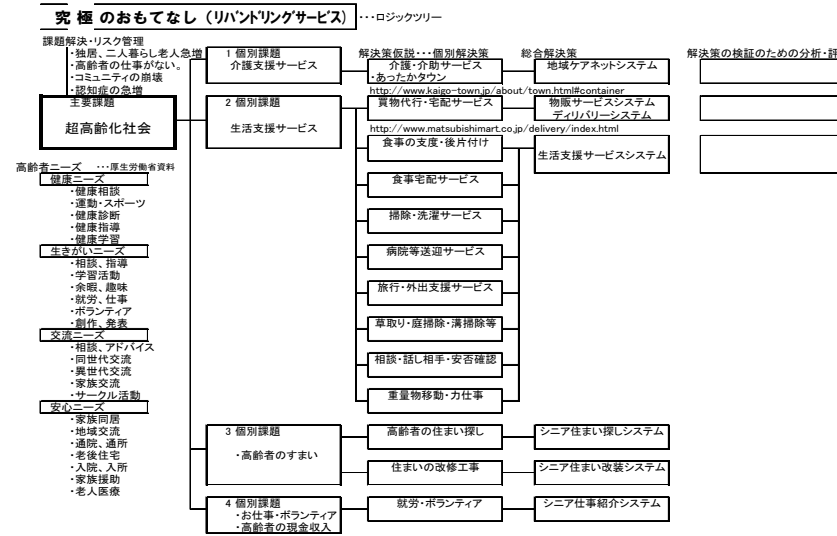 究極のおもてなし（リバンドリングサービス）・・・ロジックツリー
課題解決・リスク管理
・独居、二人暮らし老人急増
・高齢者の仕事がない。
・コミュニティの崩壊
・認知症の急増
主要課題
超高齢化社会
高齢者ニーズ ・・・厚生労働省資料
健康ニーズ
・健康相談
・運動・スポーツ
・健康診断
・健康指導
・健康学習
生きがいニーズ
・相談、指導
・学習活動
・余暇、趣味
・就労、仕事
・ボランティア
・創作、発表
交流ニーズ
・相談、アドバイス
・同世代交流
・異世代交流
・家族交流
・サークル活動
安心ニーズ
・家族同居
・地域交流
・通院、通所
・老後住宅
・入院、入所
・家族援助
・老人医療
1 個別課題
介護支援サービス
2 個別課題
生活支援サービス
3 個別課題
・高齢者のすまい
4 個別課題
・お仕事・ボランティア
・高齢者の現金収入
解決策仮説・・・個別解決策
介護・介助サービス
・あったかタウン
http://www.kaigo-town.jp/about/town.html#container
買物代行・宅配サービス
http://www.matsubishimart.co.jp/delivery/index.html
食事の支度・後片付け
食事宅配サービス
掃除・洗濯サービス
病院等送迎サービス
旅行・外出支援サービス
草取り・庭掃除・溝掃除等
相談・話し相手・安否確認
重量物移動・力仕事
高齢者の住まい探し
住まいの改修工事
就労・ボランティア
総合解決策
地域ケアネットシステム
物販サービスシステム
ディリバリーシステム
生活支援サービスシステム
シニア住まい探しシステム
シニア住まい改装システム
シニア仕事紹介システム
解決策の検証のための分析・評